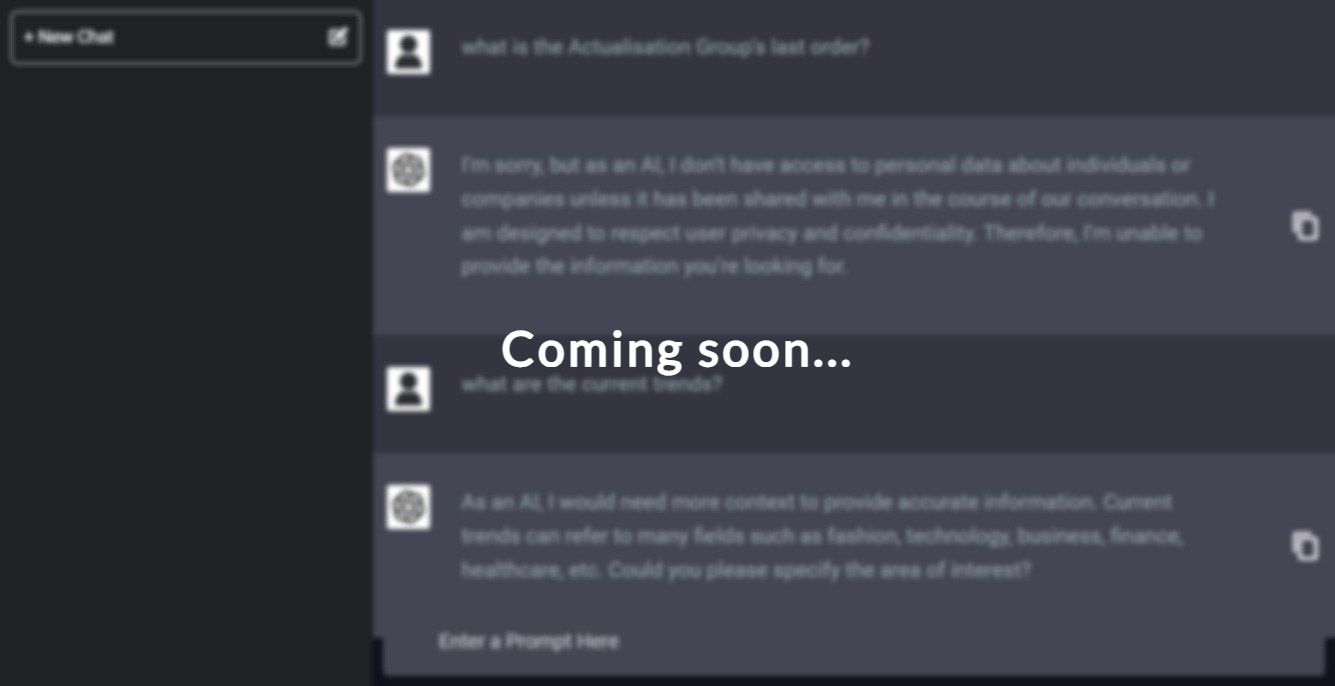 + New Chat
what is the Actualisation Group's last order?
I'm sorry, but as an AI, I don't have access to personal data about individuals or
companies unless it has been shared with me in the course of our conversation. I
am designed to respect user privacy and confidentiality. Therefore, I'm unable to
provide the information you're looking for.
Coming soon...
what are the current trends?
As an AI, I would need more context to provide accurate information. Current
trends can refer to many fields such as fashion, technology, business, finance,
healthcare, etc. Could you please specify the area of interest?
Enter a Prompt Here